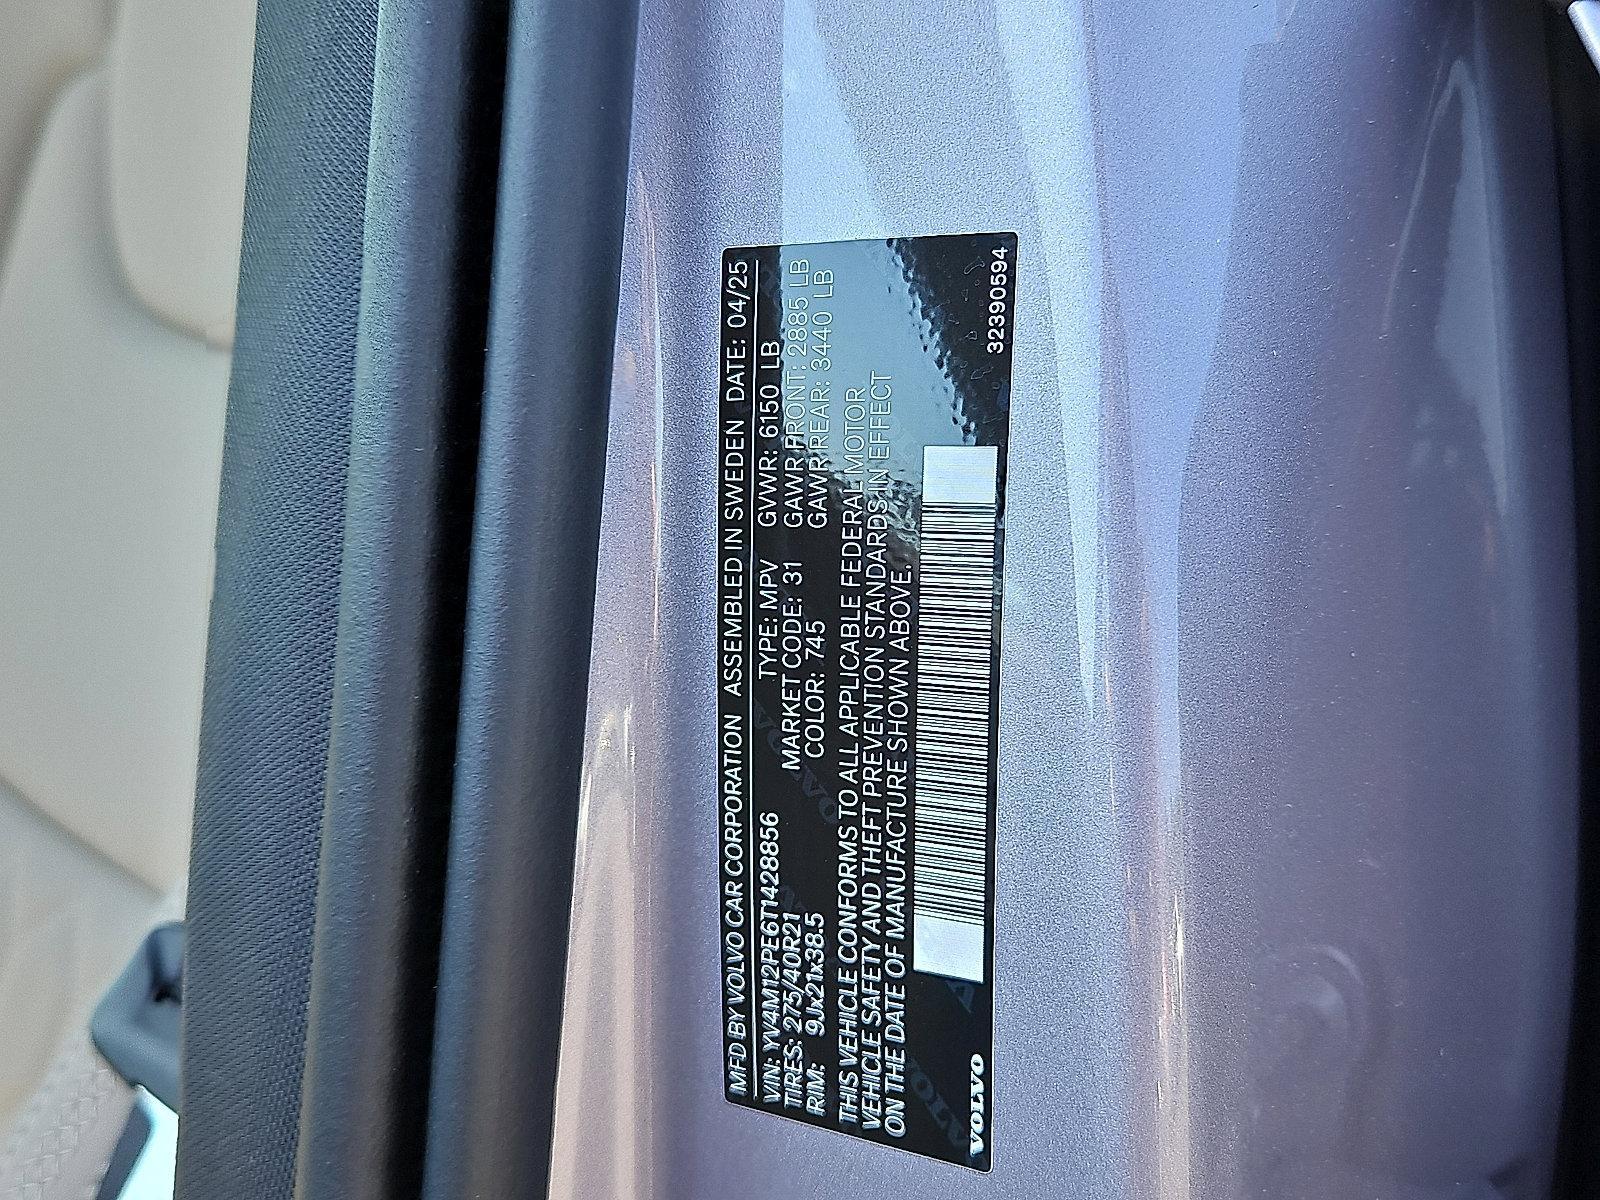 MFD BY VOLVO CAR CORPORATION ASSEMBLED IN SWEDEN DATE: 04/25
VIN: YV4M12PE6T1428856 TYPE: MPV GVWR: 6150 LB
TIRES: 275/40R21 MARKET CODE: 31 GAWR FRONT: 2885 LB
RIM: 9Jx21x38.5 COLOR: 745 GAWR REAR: 3440 LB
THIS VEHICLE CONFORMS TO ALL APPLICABLE FEDERAL MOTOR
VEHICLE SAFETY AND THEFT PREVENTION STANDARDS IN EFFECT
ON THE DATE OF MANUFACTURE SHOWN ABOVE.
VOLVO 32390594